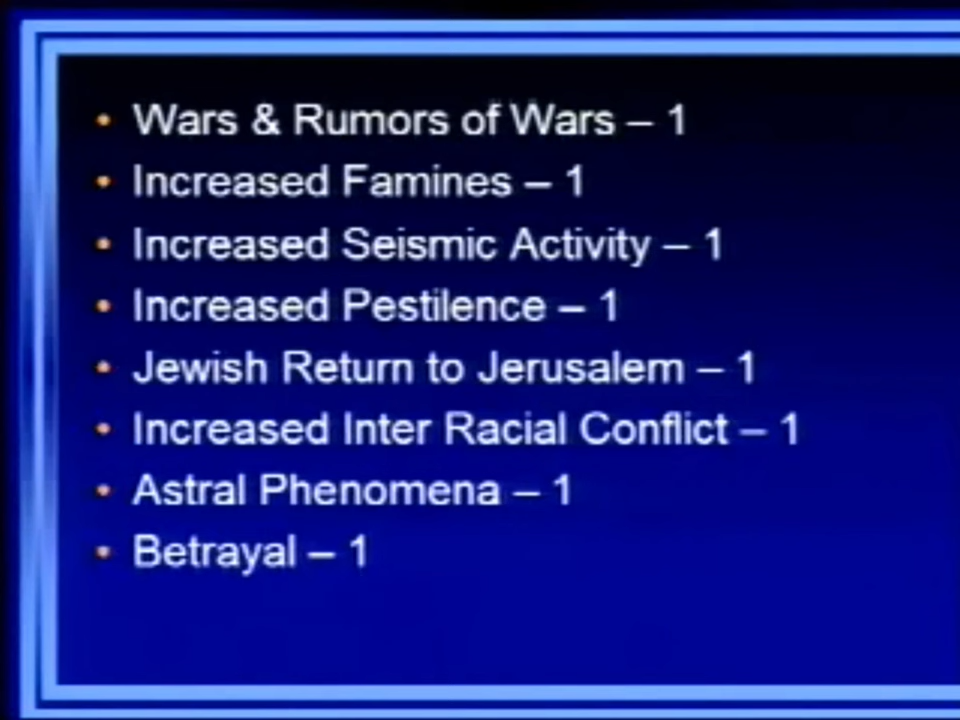 • Wars & Rumors of Wars – 1
• Increased Famines – 1
• Increased Seismic Activity – 1
• Increased Pestilence – 1
• Jewish Return to Jerusalem – 1
• Increased Inter Racial Conflict – 1
• Astral Phenomena – 1
• Betrayal – 1